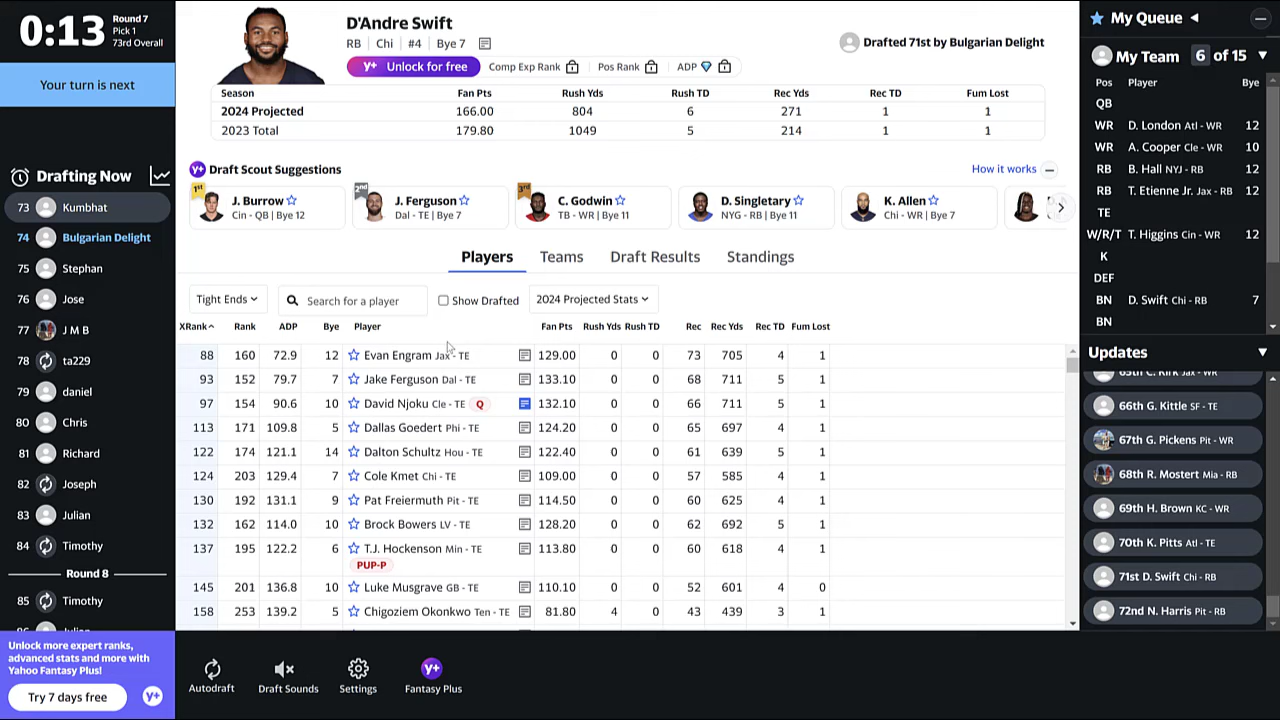 0:13
Round 7
Pick 1
73rd Overall
Your turn is next
Drafting Now
73 Kumbhat
74 Bulgarian Delight
75 Stephan
76 Jose
77 J M B
78 ta229
79 daniel
80 Chris
81 Richard
82 Joseph
83 Julian
84 Timothy
Round 8
85 Timothy
Unlock more expert ranks,
advanced stats and more with
Yahoo Fantasy Plus!
Try 7 days free
y+
D'Andre Swift
RB Chi #4 Bye 7
y+ Unlock for free Comp Exp Rank Pos Rank ADP
Drafted 71st by Bulgarian Delight
Season Fan Pts Rush Yds Rush TD Rec Yds Rec TD Fum Lost
2024 Projected 166.00 804 6 271 1 1
2023 Total 179.80 1049 5 214 1 1
y+ Draft Scout Suggestions
How it works
1st J. Burrow
Cin - QB | Bye 12
2nd J. Ferguson
Dal - TE | Bye 7
3rd C. Godwin
TB - WR | Bye 11
D. Singletary
NYG - RB | Bye 11
K. Allen
Chi - WR | Bye 7
Players Teams Draft Results Standings
Tight Ends Search for a player Show Drafted 2024 Projected Stats
XRank Rank ADP Bye Player Fan Pts Rush Yds Rush TD Rec Rec Yds Rec TD Fum Lost
88 160 72.9 12 Evan Engram Jax - TE 129.00 0 0 73 705 4 1
93 152 79.7 7 Jake Ferguson Dal - TE 133.10 0 0 68 711 5 1
97 154 90.6 10 David Njoku Cle - TE Q 132.10 0 0 66 711 5 1
113 171 109.8 5 Dallas Goedert Phi - TE 124.20 0 0 65 697 4 1
122 174 121.1 14 Dalton Schultz Hou - TE 122.40 0 0 61 639 5 1
124 203 129.4 7 Cole Kmet Chi - TE 109.00 0 0 57 585 4 1
130 192 131.1 9 Pat Freiermuth Pit - TE 114.50 0 0 60 625 4 1
132 162 114.0 10 Brock Bowers LV - TE 128.20 0 0 62 692 5 1
137 195 122.2 6 T.J. Hockenson Min - TE 113.80 0 0 60 618 4 1
PUP-P
145 201 136.8 10 Luke Musgrave GB - TE 110.10 0 0 52 601 4 0
158 253 139.2 5 Chigoziem Okonkwo Ten - TE 81.80 4 0 43 439 3 1
Autodraft Draft Sounds Settings y+ Fantasy Plus
My Queue
My Team 6 of 15
Pos Player Bye
QB
WR D. London Atl - WR 12
WR A. Cooper Cle - WR 10
RB B. Hall NYJ - RB 12
RB T. Etienne Jr. Jax - RB 12
TE
W/R/T T. Higgins Cin - WR 12
K
DEF
BN D. Swift Chi - RB 7
BN
Updates
65th C. Kirk Jax - WR
66th G. Kittle SF - TE
67th G. Pickens Pit - WR
68th R. Mostert Mia - RB
69th H. Brown KC - WR
70th K. Pitts Atl - TE
71st D. Swift Chi - RB
72nd N. Harris Pit - RB